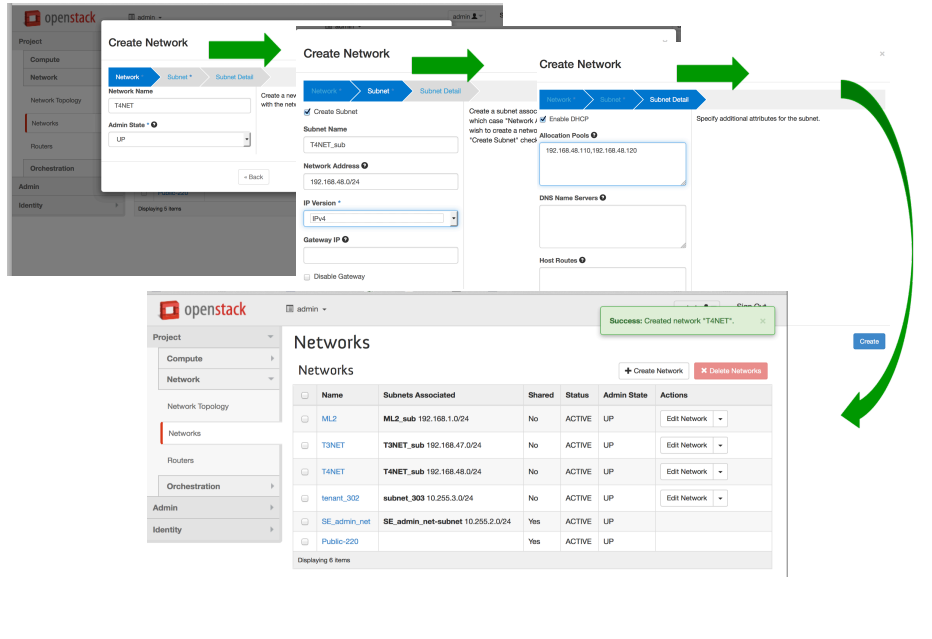 openstack
admin
admin
Project
Compute
Network
Network Topology
Networks
Routers
Orchestration
Admin
Identity
Public-220
Displaying 6 items
Create Network
Network *
Subnet *
Subnet Detail
Network Name
T4NET
Admin State *
UP
Create a new
« Back
Create Network
Network *
Subnet *
Subnet Detail
Create Subnet
Subnet Name
T4NET_sub
Network Address
192.168.48.0/24
IP Version *
IPv4
Gateway IP
Disable Gateway
Create a subnet assoc
which case "Network A
wish to create a netwo
"Create Subnet" check
Create Network
×
Network *
Subnet *
Subnet Detail
Enable DHCP
Specify additional attributes for the subnet.
Allocation Pools
192.168.48.110,192.168.48.120
DNS Name Servers
Host Routes
Create
openstack
admin
Success: Created network "T4NET". ×
Project
Compute
Network
Network Topology
Networks
Routers
Orchestration
Admin
Identity
Networks
Networks
+ Create Network
✖ Delete Networks
Name Subnets Associated Shared Status Admin State Actions
ML2 ML2_sub 192.168.1.0/24 No ACTIVE UP Edit Network
T3NET T3NET_sub 192.168.47.0/24 No ACTIVE UP Edit Network
T4NET T4NET_sub 192.168.48.0/24 No ACTIVE UP Edit Network
tenant_302 subnet_303 10.255.3.0/24 No ACTIVE UP Edit Network
SE_admin_net SE_admin_net-subnet 10.255.2.0/24 Yes ACTIVE UP
Public-220 Yes ACTIVE UP
Displaying 6 items